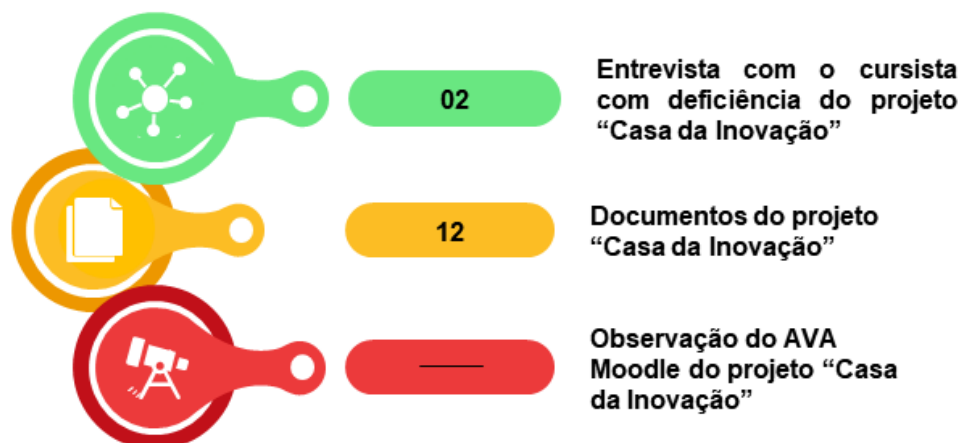 02
Entrevista com o cursista
com deficiência do projeto
“Casa da Inovação”
12
Documentos do projeto
“Casa da Inovação”
Observação do AVA
Moodle do projeto “Casa
da Inovação”